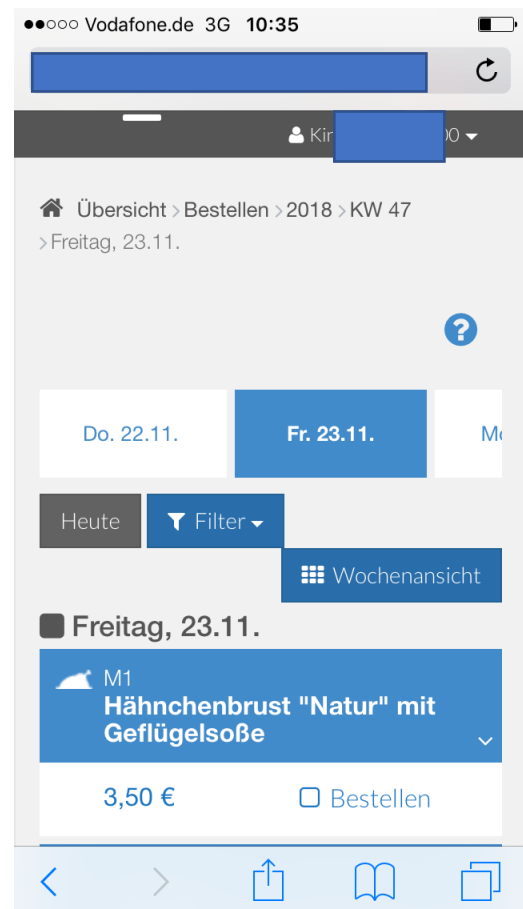 Vodafone.de 3G 10:35
Übersicht > Bestellen > 2018 > KW 47
> Freitag, 23.11.
?
Do. 22.11. Fr. 23.11.
Heute Filter
Wochenansicht
Freitag, 23.11.
M1
Hähnchenbrust "Natur" mit
Geflügelsoße
3,50 € Bestellen